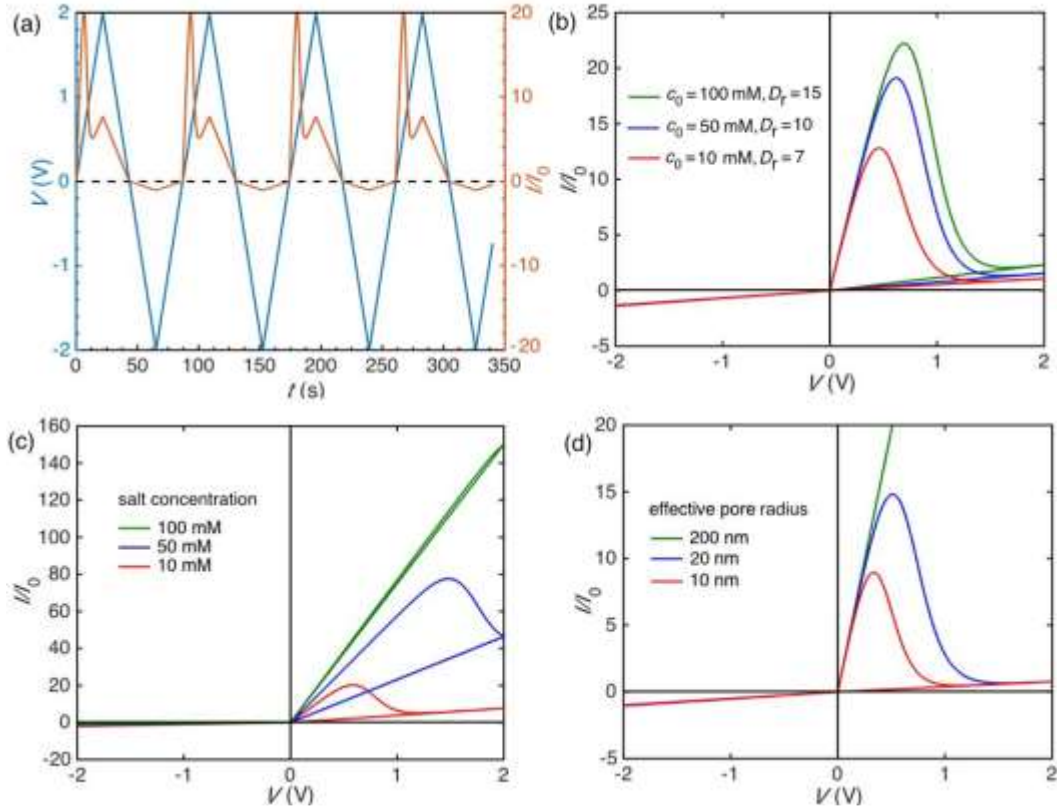 (a)
2
1
0
-1
-2
V (V)
20
10
0
-10
-20
I/I0
0 50 100 150 200 250 300 350
t (s)
(b)
25
20
15
10
5
0
-5
I/I0
c0 = 100 mM, Dr = 15
c0 = 50 mM, Dr = 10
c0 = 10 mM, Dr = 7
-2 -1 0 1 2
V (V)
(c)
160
140
120
100
80
60
40
20
0
-20
I/I0
salt concentration
100 mM
50 mM
10 mM
-2 -1 0 1 2
V (V)
(d)
20
15
10
5
0
-5
I/I0
effective pore radius
200 nm
20 nm
10 nm
-2 -1 0 1 2
V (V)